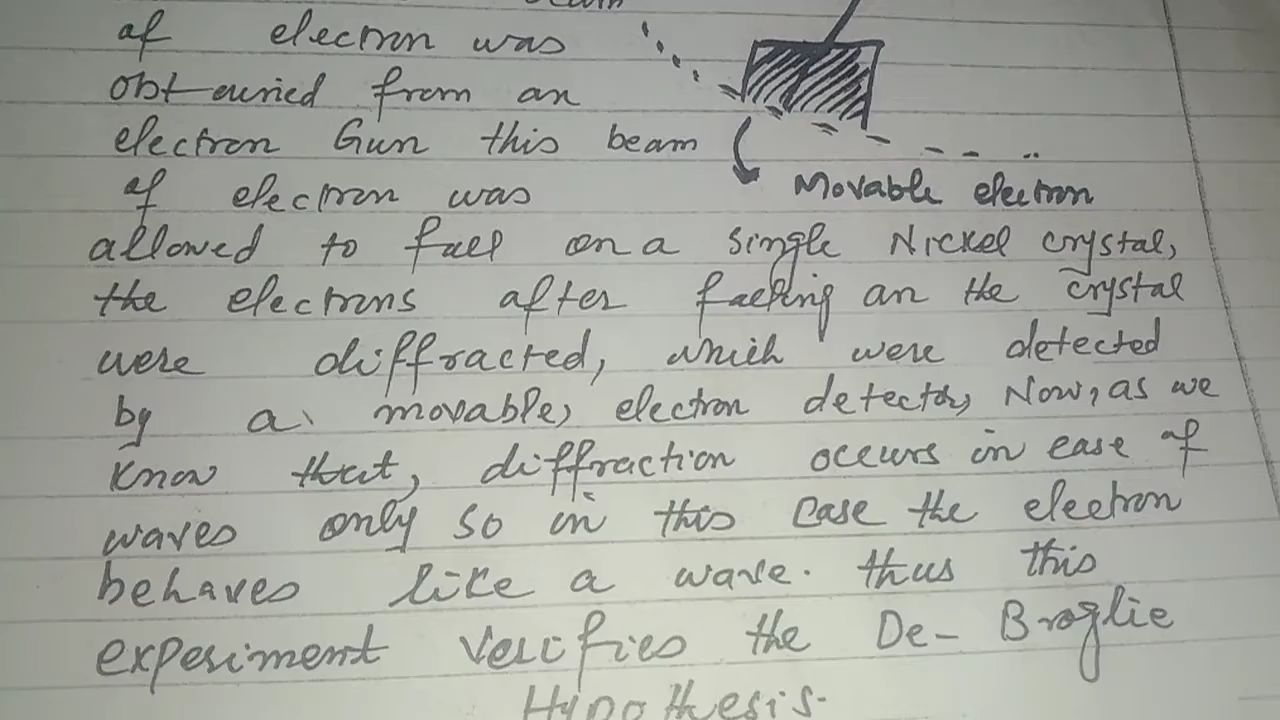 of electron was
obtained from an
electron Gun this beam
of electron was
Movable electron
allowed to fall on a single Nickel crystal,
the electrons after falling on the crystal
were diffracted, which were detected
by a movable, electron detector, Now, as we
know that, diffraction occurs in case of
waves only so in this case the electron
behaves like a wave. thus this
experiment verifies the De- Broglie
Hypothesis.